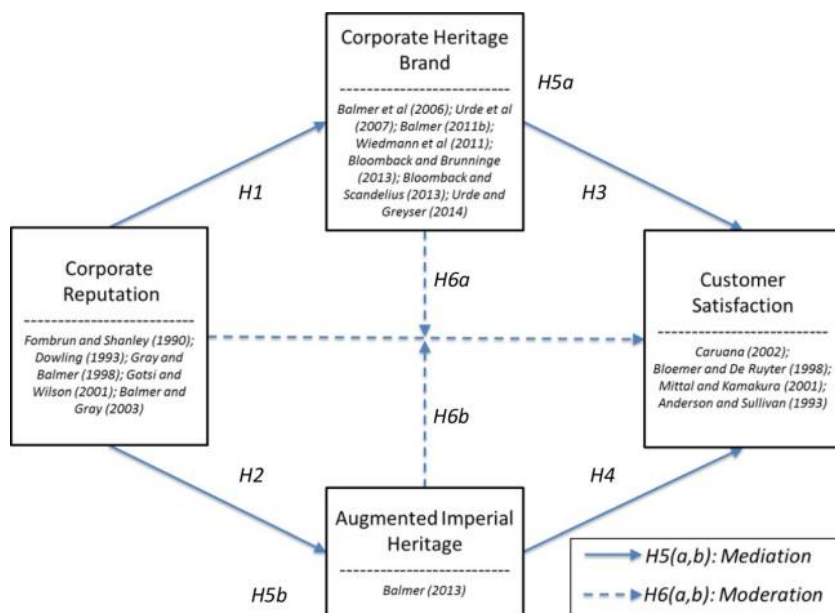 Corporate Heritage
Brand
Balmer et al (2006); Urde et al
(2007); Balmer (2011b);
Wiedmann et al (2011);
Bloomback and Brunninge
(2013); Bloomback and
Scandelius (2013); Urde and
Greyser (2014)
H5a
H1
H3
Corporate
Reputation
Fombrun and Shanley (1990);
Dowling (1993); Gray and
Balmer (1998); Gotsi and
Wilson (2001); Balmer and
Gray (2003)
H6a
Customer
Satisfaction
Caruana (2002);
Bloemer and De Ruyter (1998);
Mittal and Kamakura (2001);
Anderson and Sullivan (1993)
H6b
H2
H4
Augmented Imperial
Heritage
Balmer (2013)
H5b
H5(a,b): Mediation
H6(a,b): Moderation